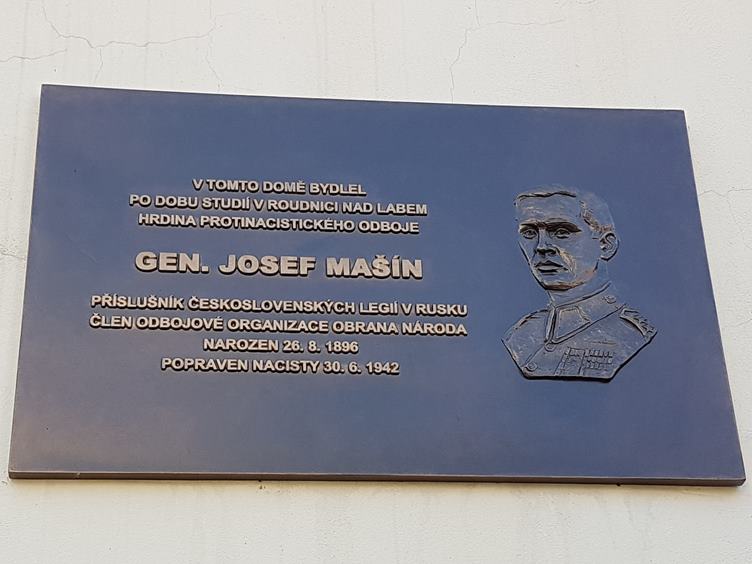 V TOMTO DOMĚ BYDLEL
PO DOBU STUDIÍ V ROUDNICI NAD LABEM
HRDINA PROTINACISTICKÉHO ODBOJE
GEN. JOSEF MAŠÍN
PŘÍSLUŠNÍK ČESKOSLOVENSKÝCH LEGIÍ V RUSKU
ČLEN ODBOJOVÉ ORGANIZACE OBRANA NÁRODA
NAROZEN 26. 8. 1896
POPRAVEN NACISTY 30. 6. 1942